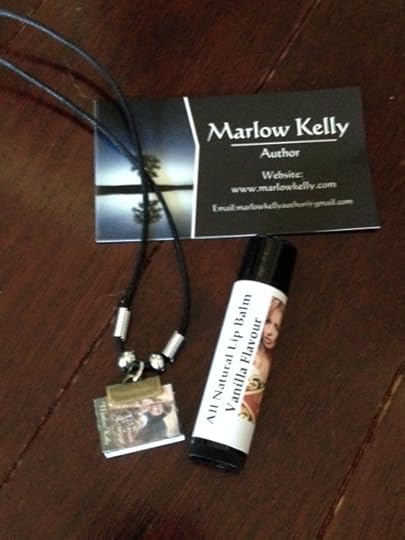 Marlow Kelly
Author
Website:
www.marlowkelly.com
Email:marlowkellyauthor@gmail.com
All Natural Lip Balm
Vanilla Flavour